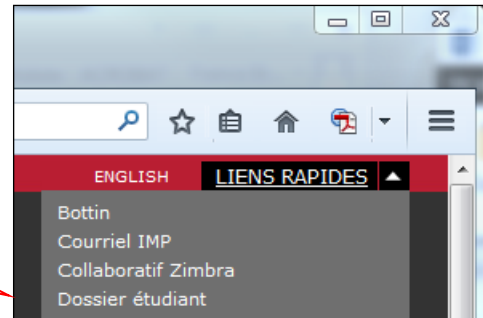 ENGLISH LIENS RAPIDES
Bottin
Courriel IMP
Collaboratif Zimbra
Dossier étudiant